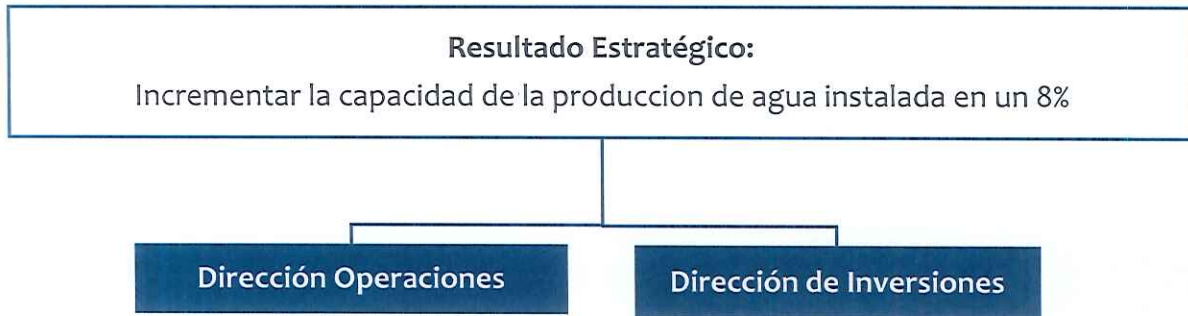 Resultado Estratégico:
Incrementar la capacidad de la produccion de agua instalada en un 8%
Dirección Operaciones
Dirección de Inversiones